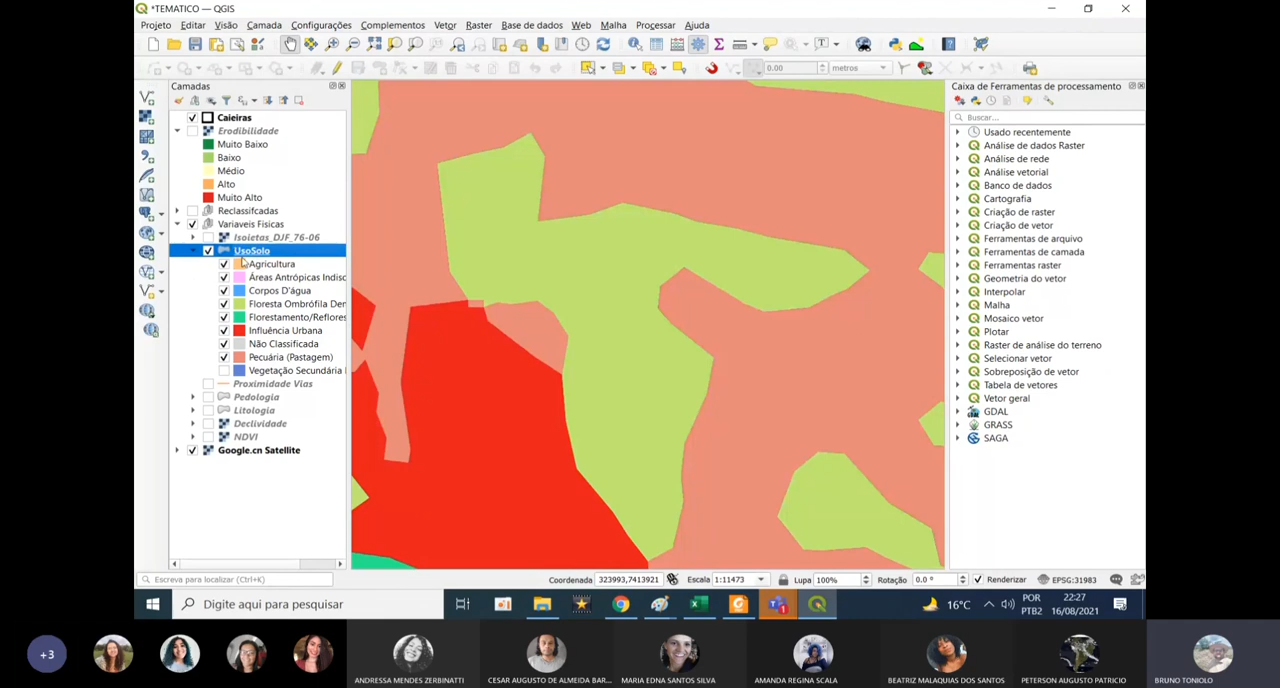 *TEMATICO — QGIS
Projeto Editar Visão Camada Configurações Complementos Vetor Raster Base de dados Web Malha Processar Ajuda
0.00 metros
Camadas
Caieiras
Erodibilidade
Muito Baixo
Baixo
Médio
Alto
Muito Alto
Reclassifcadas
Variaveis Fisicas
Isoietas_DJF_76-06
UsoSolo
Agricultura
Áreas Antrópicas Indisc
Corpos D'água
Floresta Ombrófila Den
Florestamento/Reflores
Influência Urbana
Não Classificada
Pecuária (Pastagem)
Vegetação Secundária
Proximidade Vias
Pedologia
Litologia
Declividade
NDVI
Google.cn Satellite
Caixa de Ferramentas de processamento
Buscar...
Usado recentemente
Análise de dados Raster
Análise de rede
Análise vetorial
Banco de dados
Cartografia
Criação de raster
Criação de vetor
Ferramentas de arquivo
Ferramentas de camada
Ferramentas raster
Geometria do vetor
Interpolar
Malha
Mosaico vetor
Plotar
Raster de análise do terreno
Selecionar vetor
Sobreposição de vetor
Tabela de vetores
Vetor geral
GDAL
GRASS
SAGA
Escreva para localizar (Ctrl+K)
Coordenada 323993,7413921 Escala 1:11473 Lupa 100% Rotação 0.0 ° Renderizar EPSG:31983
Digite aqui para pesquisar
16°C
POR
PTB2
22:27
16/08/2021
+3
ANDRESSA MENDES ZERBINATTI
CESAR AUGUSTO DE ALMEIDA BAR...
MARIA EDNA SANTOS SILVA
AMANDA REGINA SCALA
BEATRIZ MALAQUIAS DOS SANTOS
PETERSON AUGUSTO PATRICIO
BRUNO TONIOLO